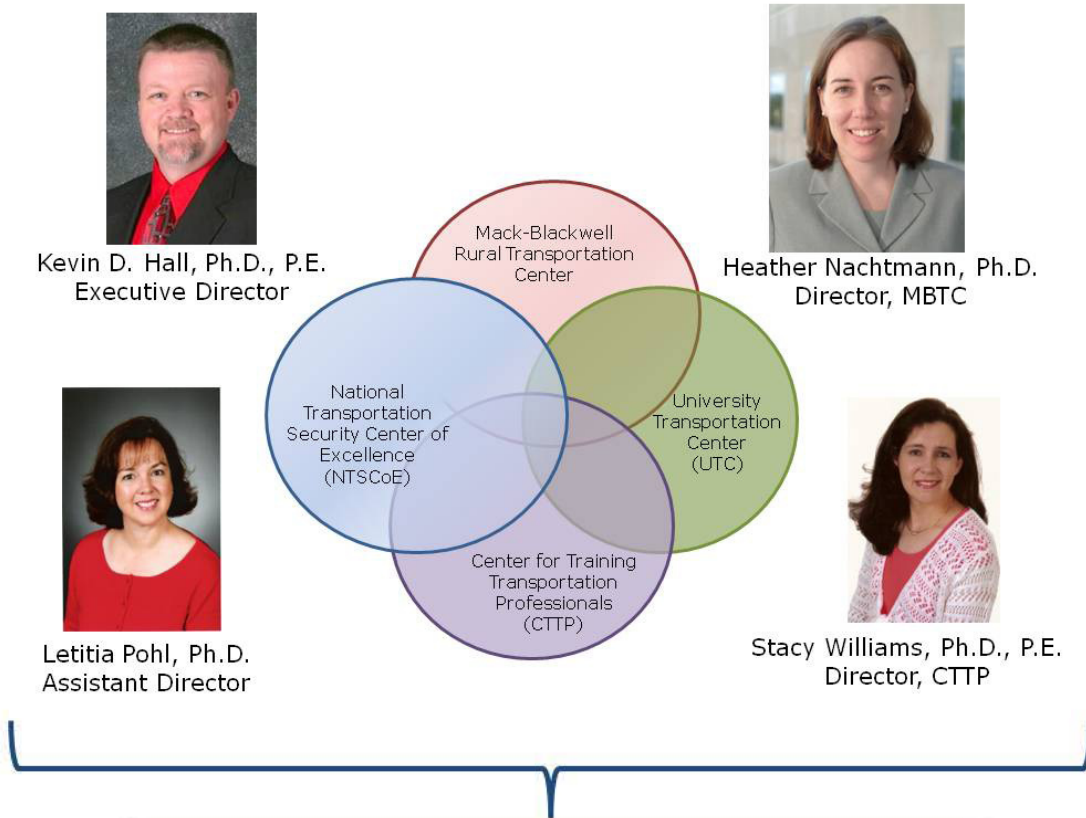 Kevin D. Hall, Ph.D., P.E.
Executive Director
Heather Nachtmann, Ph.D.
Director, MBTC
Mack-Blackwell
Rural Transportation
Center
National
Transportation
Security Center of
Excellence
(NTSCoE)
University
Transportation
Center
(UTC)
Center for Training
Transportation
Professionals
(CTTP)
Letitia Pohl, Ph.D.
Assistant Director
Stacy Williams, Ph.D., P.E.
Director, CTTP